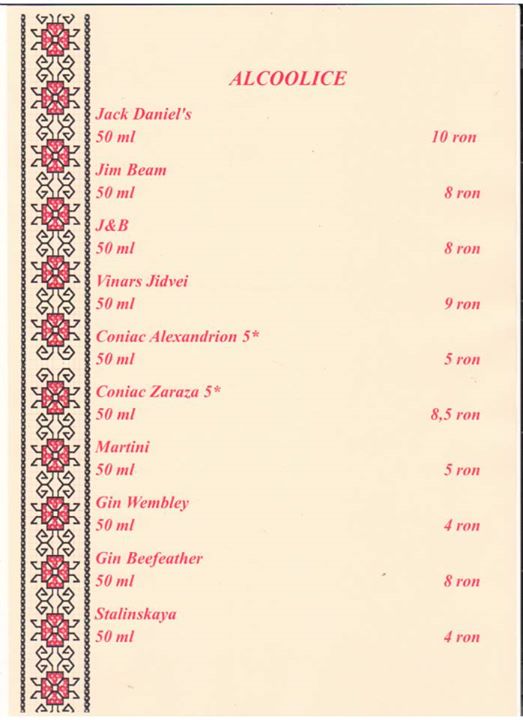 ALCOOLICE
Jack Daniel's
50 ml 10 ron
Jim Beam
50 ml 8 ron
J&B
50 ml 8 ron
Vinars Jidvei
50 ml 9 ron
Coniac Alexandrion 5*
50 ml 5 ron
Coniac Zaraza 5*
50 ml 8,5 ron
Martini
50 ml 5 ron
Gin Wembley
50 ml 4 ron
Gin Beefeather
50 ml 8 ron
Stalinskaya
50 ml 4 ron